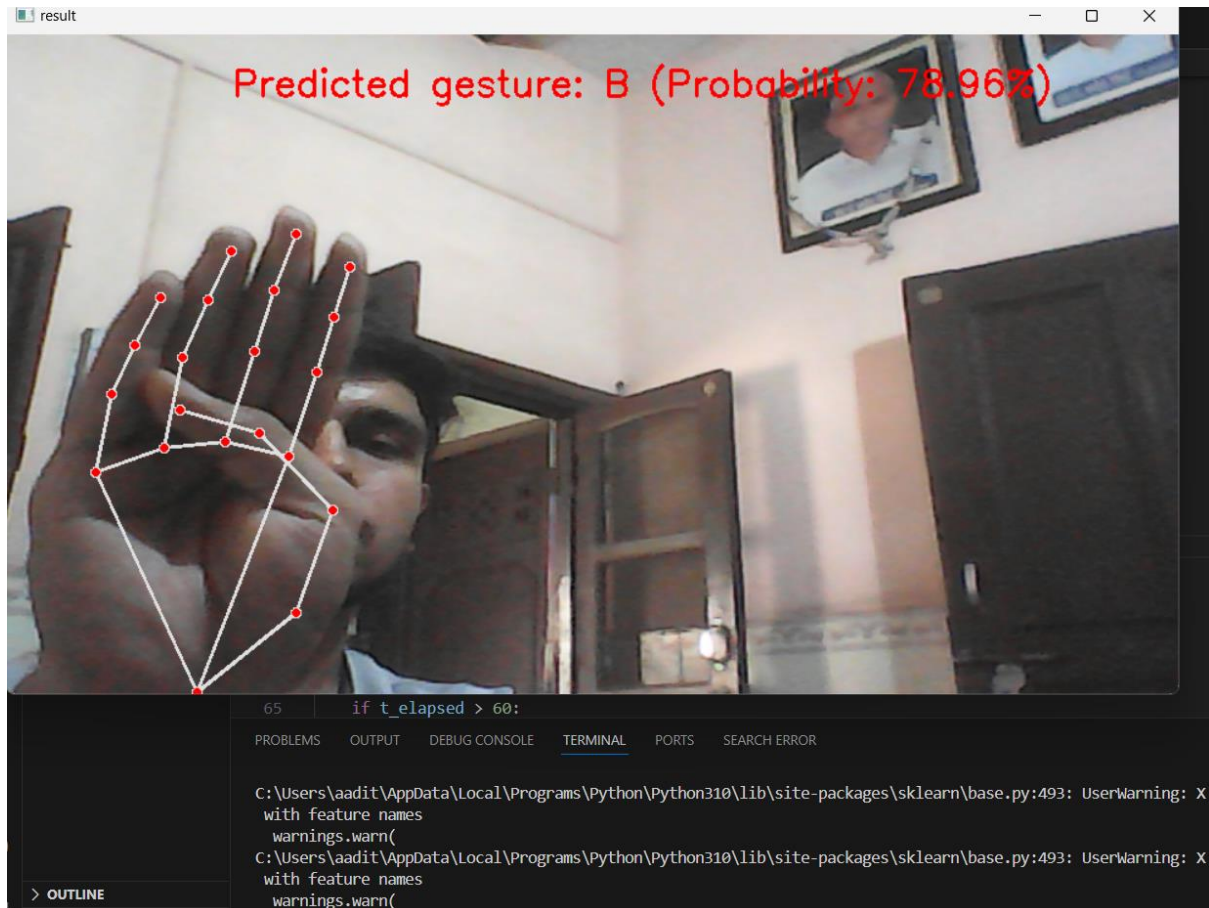 result
Predicted gesture: B (Probability: 78.96%)
65 if t_elapsed > 60:
PROBLEMS OUTPUT DEBUG CONSOLE TERMINAL PORTS SEARCH ERROR
C:\Users\aadit\AppData\Local\Programs\Python\Python310\lib\site-packages\sklearn\base.py:493: UserWarning: X
with feature names
warnings.warn(
C:\Users\aadit\AppData\Local\Programs\Python\Python310\lib\site-packages\sklearn\base.py:493: UserWarning: X
with feature names
warnings.warn(
> OUTLINE